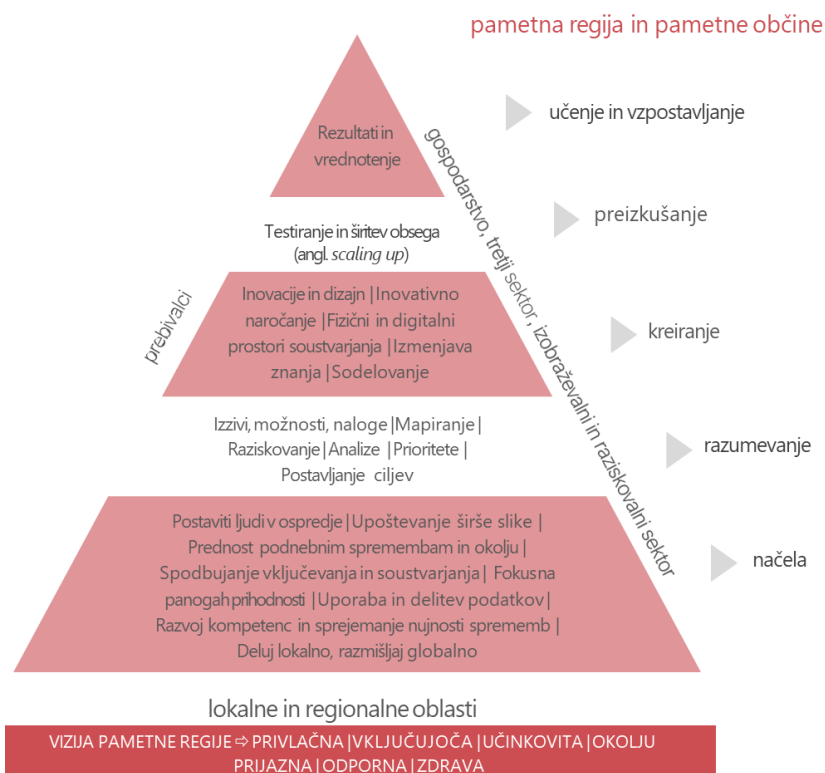 pametna regija in pametne občine
Rezultati in
vrednotenje
učenje in vzpostavljanje
Testiranje in širitev obsega
(angl. scaling up)
preizkušanje
Inovacije in dizajn | Inovativno
naročanje | Fizični in digitalni
prostori soustvarjanja | Izmenjava
znanja | Sodelovanje
kreiranje
prebivalci
gospodarstvo, tretji sektor, izobraževalni in raziskovalni sektor
Izzivi, možnosti, naloge | Mapiranje |
Raziskovanje | Analize | Prioritete |
Postavljanje ciljev
razumevanje
Postaviti ljudi v ospredje | Upoštevanje širše slike |
Prednost podnebnim spremembam in okolju |
Spodbujanje vključevanja in soustvarjanja | Fokus na
panogah prihodnosti | Uporaba in delitev podatkov |
Razvoj kompetenc in sprejemanje nujnosti sprememb |
Deluj lokalno, razmišljaj globalno
načela
lokalne in regionalne oblasti
VIZIJA PAMETNE REGIJE ⇨ PRIVLAČNA | VKLJUČUJOČA | UČINKOVITA | OKOLJU
PRIJAZNA | ODPORNA | ZDRAVA